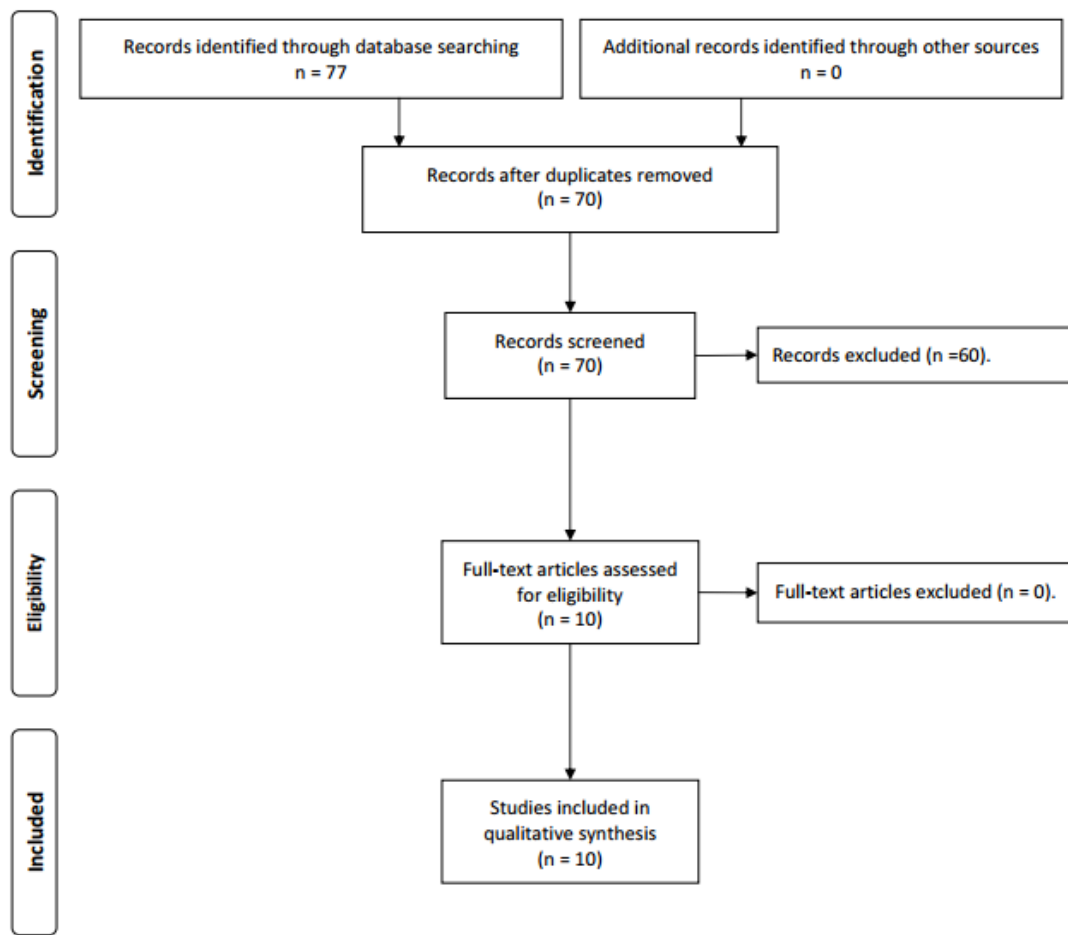 Identification
Records identified through database searching
n = 77
Additional records identified through other sources
n = 0
Records after duplicates removed
(n = 70)
Screening
Records screened
(n = 70)
Records excluded (n =60).
Eligibility
Full-text articles assessed
for eligibility
(n = 10)
Full-text articles excluded (n = 0).
Included
Studies included in
qualitative synthesis
(n = 10)